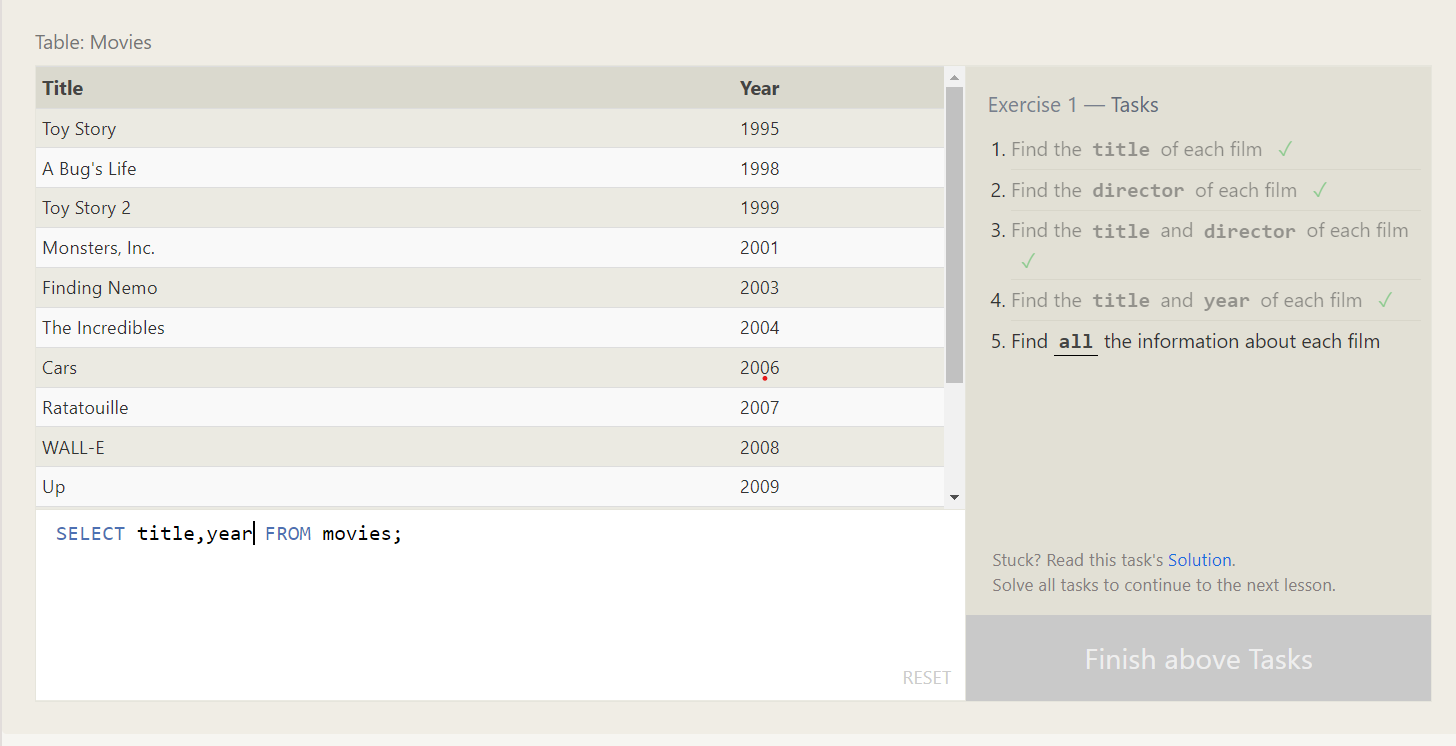 Table: Movies
Title Year
Toy Story 1995
A Bug's Life 1998
Toy Story 2 1999
Monsters, Inc. 2001
Finding Nemo 2003
The Incredibles 2004
Cars 2006
Ratatouille 2007
WALL-E 2008
Up 2009
SELECT title,year FROM movies;
RESET
Exercise 1 — Tasks
1. Find the title of each film ✓
2. Find the director of each film ✓
3. Find the title and director of each film
✓
4. Find the title and year of each film ✓
5. Find all the information about each film
Stuck? Read this task's Solution.
Solve all tasks to continue to the next lesson.
Finish above Tasks